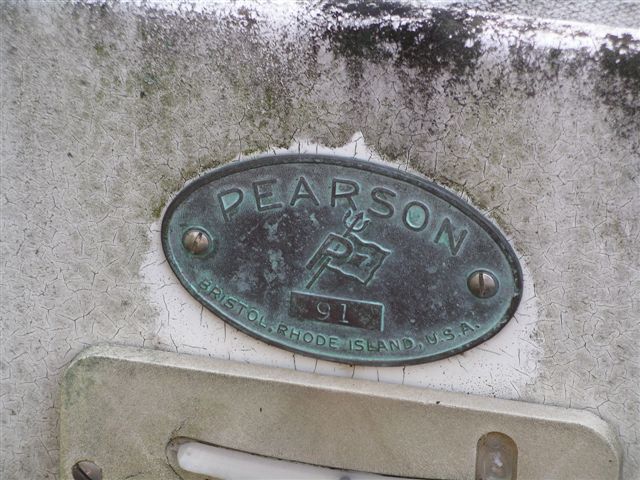 PEARSON
P
91
BRISTOL, RHODE ISLAND, U.S.A.